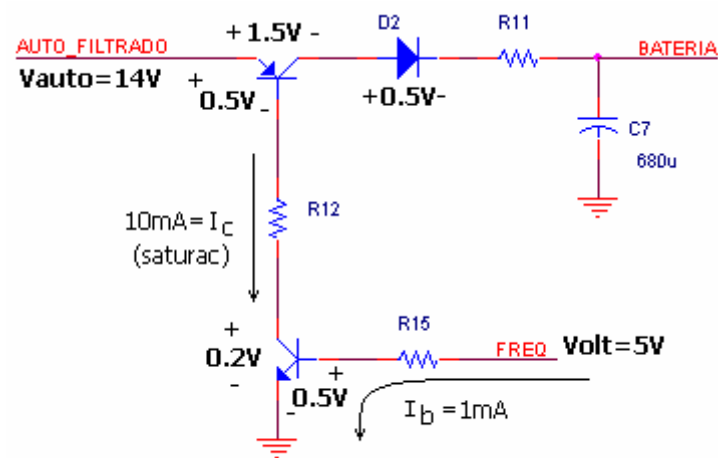 AUTO_FILTRADO
+ 1.5V -
D2
R11
BATERIA
Vauto=14V
+
0.5V -
+0.5V-
C7
680u
10mA = Ic
(saturac)
R12
+
0.2V
-
R15
FREQ
Volt=5V
+
0.5V
-
Ib = 1mA